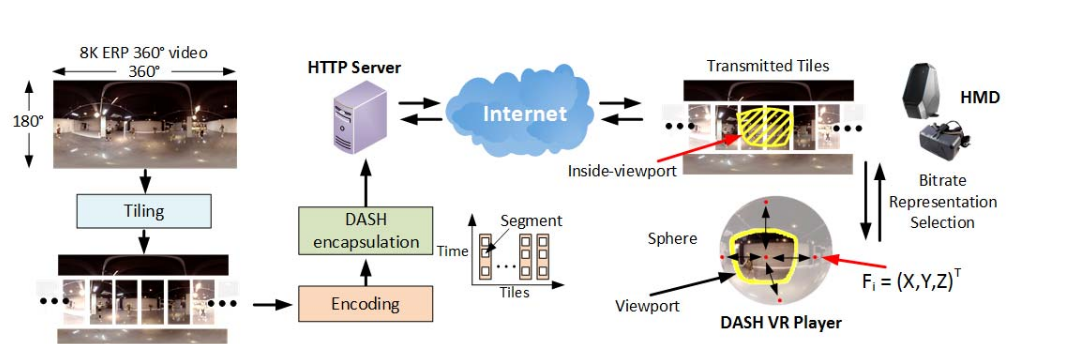 8K ERP 360° video
360°
180°
Tiling
HTTP Server
DASH
encapsulation
Encoding
Segment
Time
Tiles
Internet
Transmitted Tiles
Inside-viewport
HMD
Bitrate
Representation
Selection
Sphere
Viewport
Fi = (X,Y,Z)T
DASH VR Player